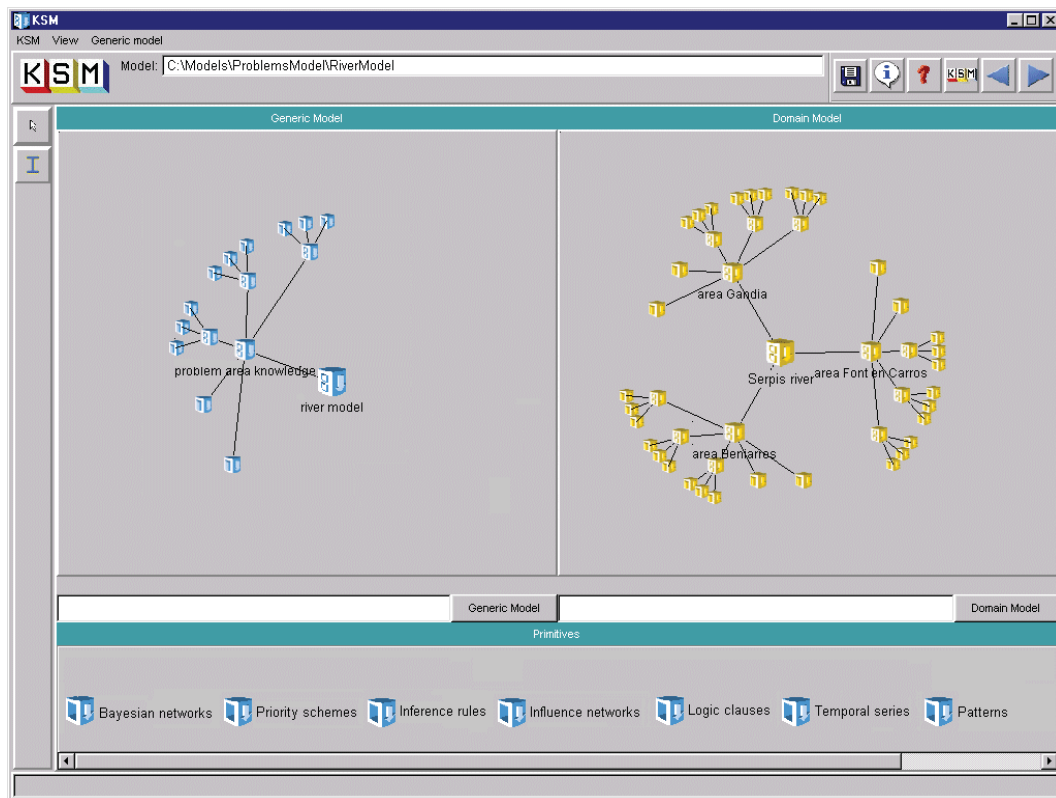 KSM
KSM View Generic model
KSM Model: C:\Models\ProblemsModel\RiverModel
i ? KSM
Generic Model Domain Model
area Gandia
problem area knowledge
river model
Serpis river
area Font en Carros
area Beniarres
Generic Model Domain Model
Primitives
Bayesian networks Priority schemes Inference rules Influence networks Logic clauses Temporal series Patterns